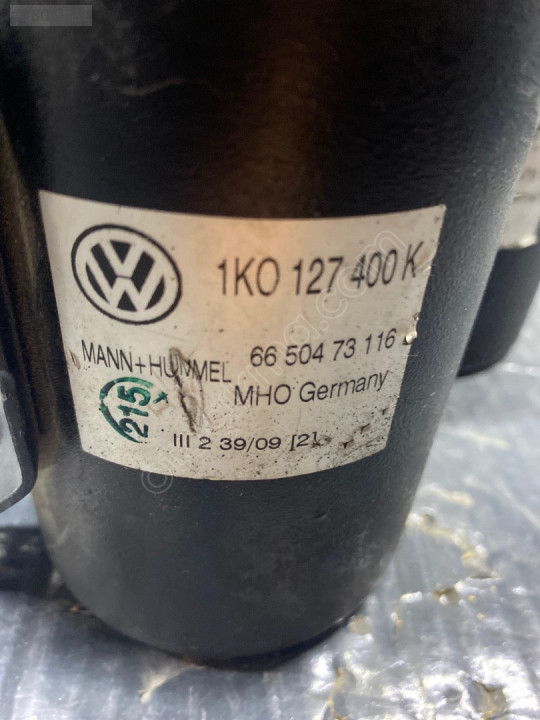 1K0 127 400 K
MANN+HUMMEL 66 504 73 116
MHO Germany
215
III 2 39/09 [2]